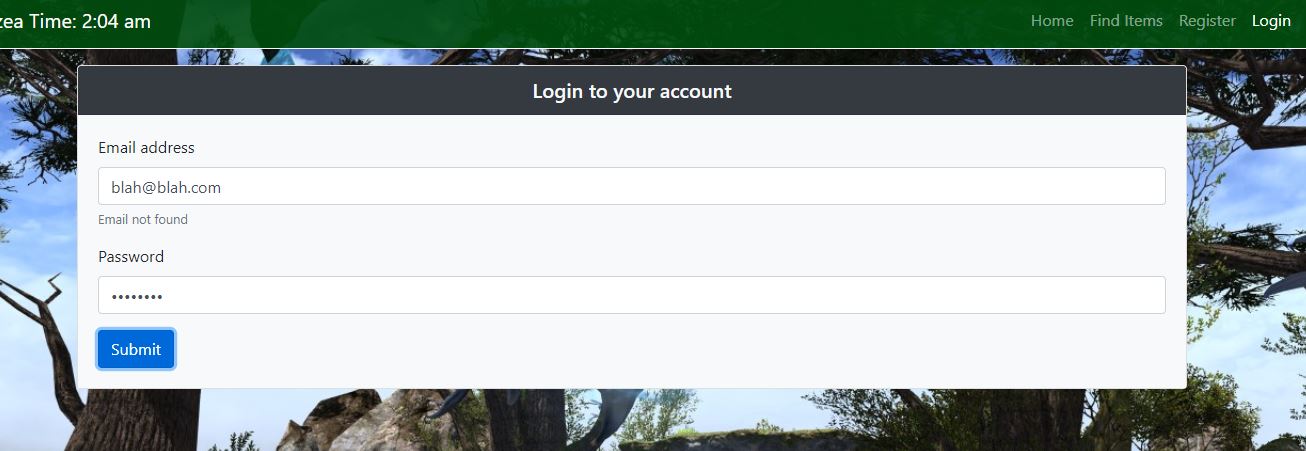 Time: 2:04 am
Home Find Items Register Login
Login to your account
Email address
blah@blah.com
Email not found
Password
••••••••
Submit